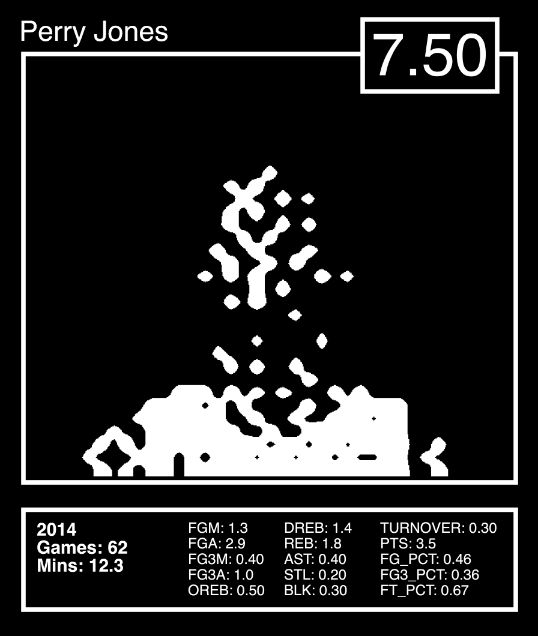 Perry Jones
7.50
2014
Games: 62
Mins: 12.3
FGM: 1.3
FGA: 2.9
FG3M: 0.40
FG3A: 1.0
OREB: 0.50
DREB: 1.4
REB: 1.8
AST: 0.40
STL: 0.20
BLK: 0.30
TURNOVER: 0.30
PTS: 3.5
FG_PCT: 0.46
FG3_PCT: 0.36
FT_PCT: 0.67